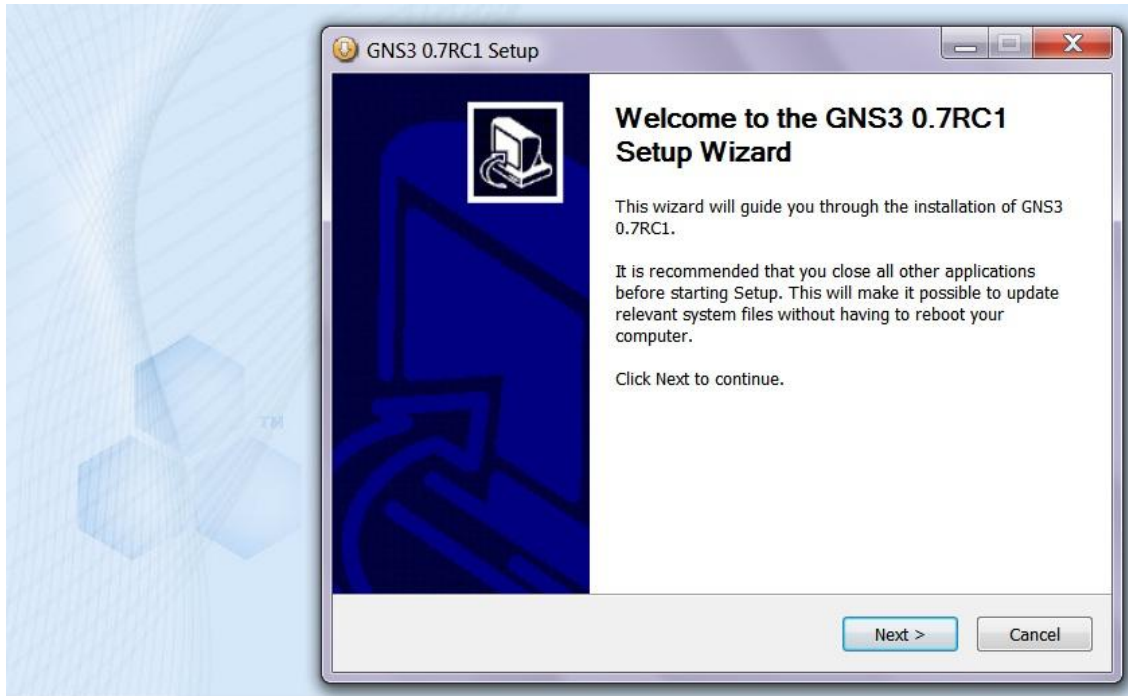 GNS3 0.7RC1 Setup
Welcome to the GNS3 0.7RC1
Setup Wizard
This wizard will guide you through the installation of GNS3
0.7RC1.
It is recommended that you close all other applications
before starting Setup. This will make it possible to update
relevant system files without having to reboot your
computer.
Click Next to continue.
TM
Next >
Cancel